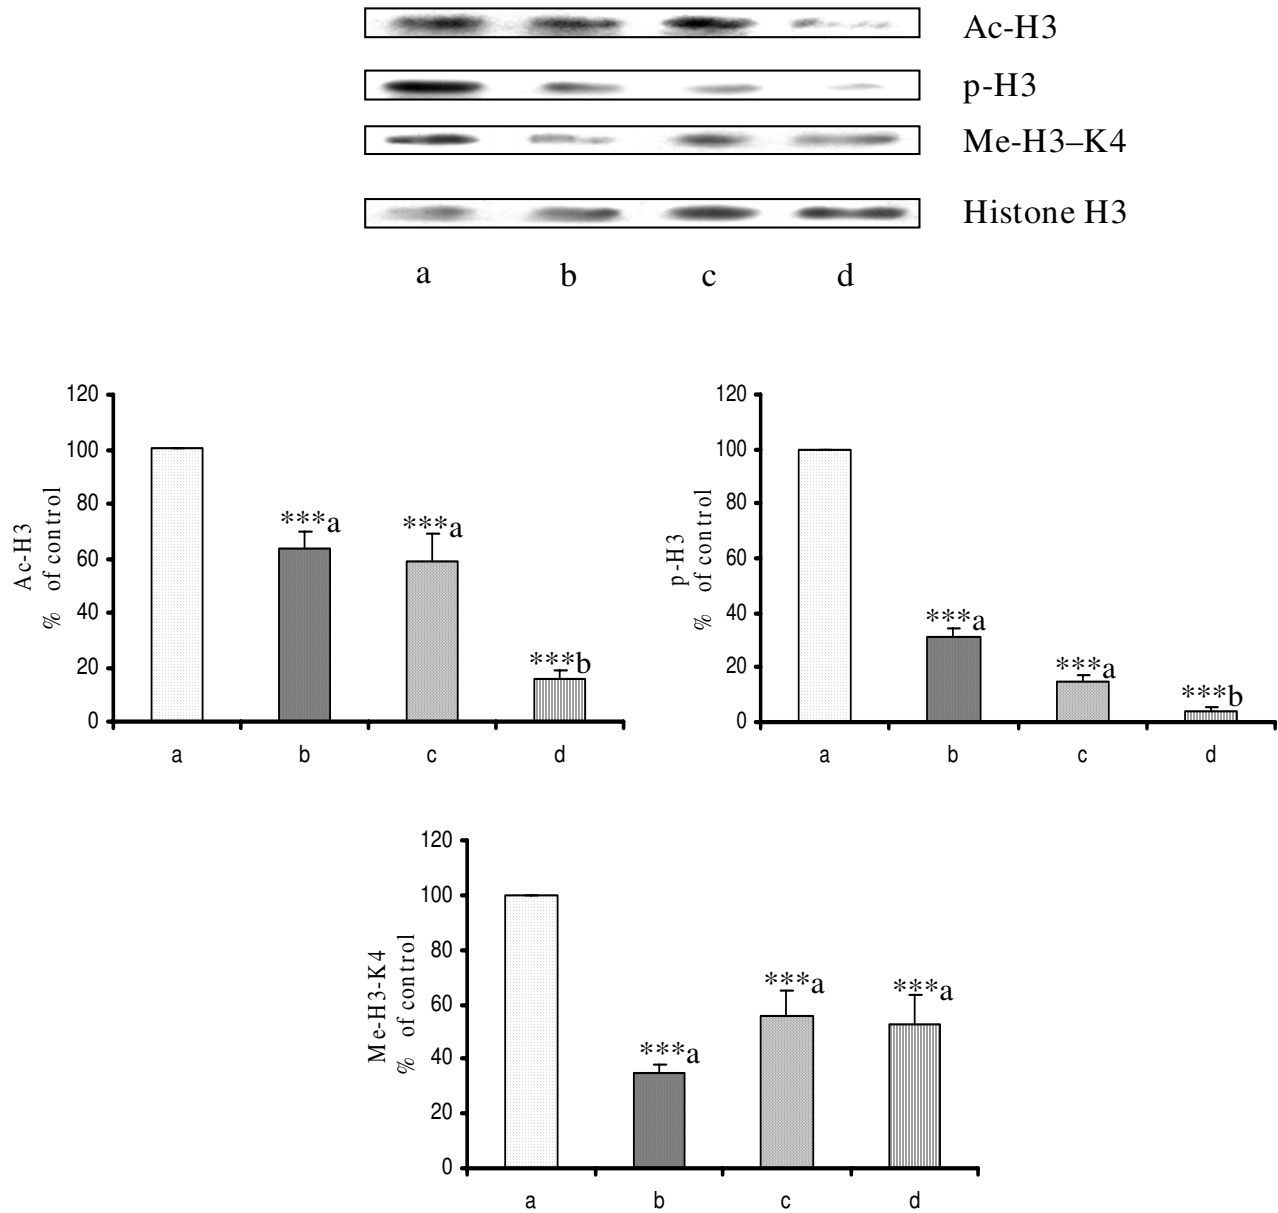 Ac-H3
p-H3
Me-H3–K4
Histone H3
a b c d
Ac-H3
% of control
120
100
80
60
40
20
0
***a
***a
***b
a b c d
p-H3
% of control
120
100
80
60
40
20
0
***a
***a
***b
a b c d
Me-H3-K4
% of control
120
100
80
60
40
20
0
***a
***a
***a
a b c d